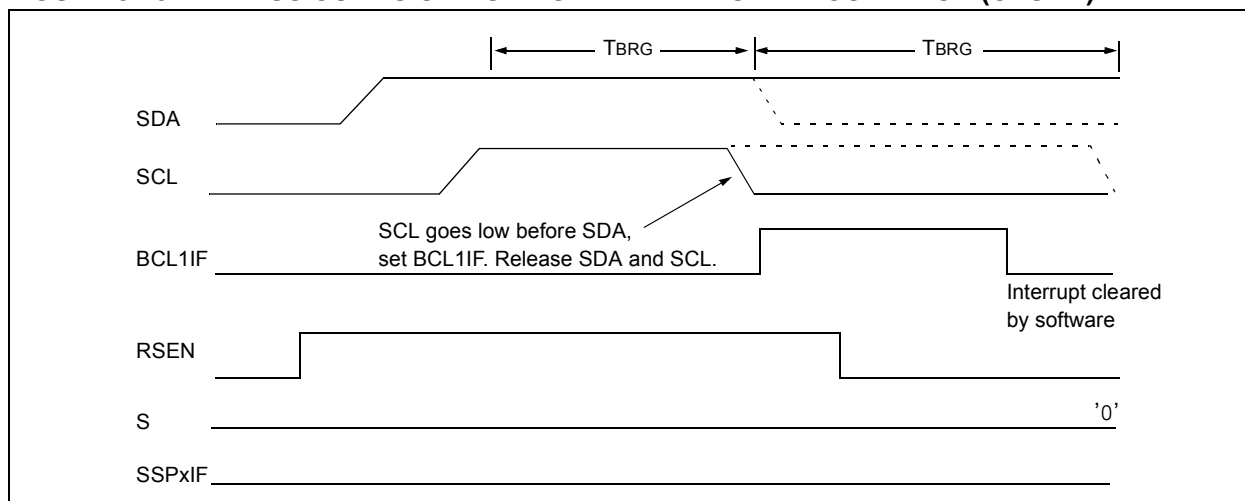 TBRG TBRG
SDA
SCL
SCL goes low before SDA,
set BCL1IF. Release SDA and SCL.
BCL1IF
Interrupt cleared
by software
RSEN
S
'0'
SSPxIF